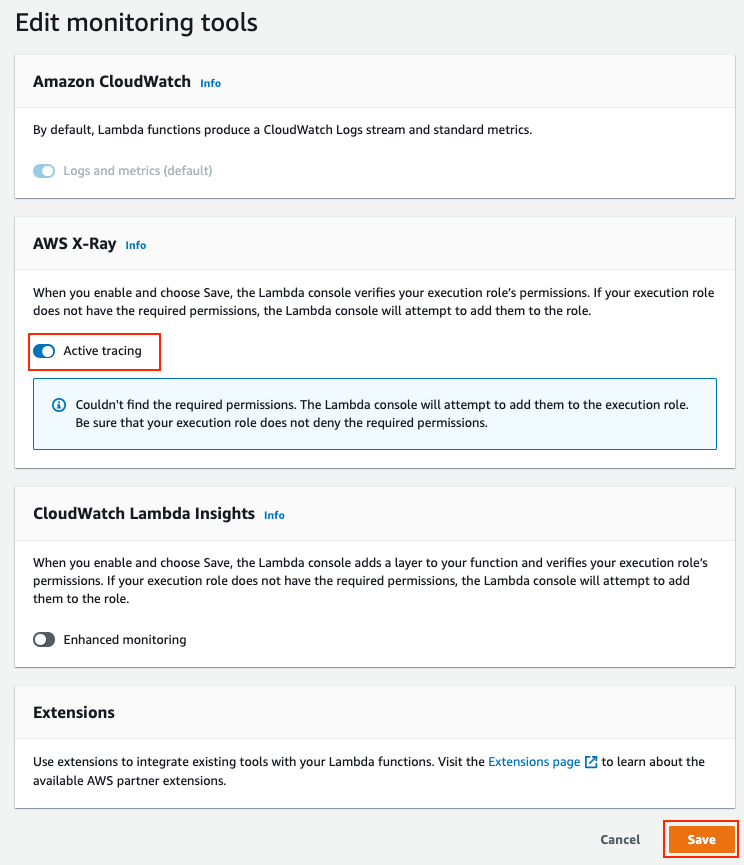 Edit monitoring tools
Amazon CloudWatch Info
By default, Lambda functions produce a CloudWatch Logs stream and standard metrics.
Logs and metrics (default)
AWS X-Ray Info
When you enable and choose Save, the Lambda console verifies your execution role’s permissions. If your execution role
does not have the required permissions, the Lambda console will attempt to add them to the role.
Active tracing
Couldn't find the required permissions. The Lambda console will attempt to add them to the execution role.
Be sure that your execution role does not deny the required permissions.
CloudWatch Lambda Insights Info
When you enable and choose Save, the Lambda console adds a layer to your function and verifies your execution role’s
permissions. If your execution role does not have the required permissions, the Lambda console will attempt to add
them to the role.
Enhanced monitoring
Extensions
Use extensions to integrate existing tools with your Lambda functions. Visit the Extensions page to learn about the
available AWS partner extensions.
Cancel Save